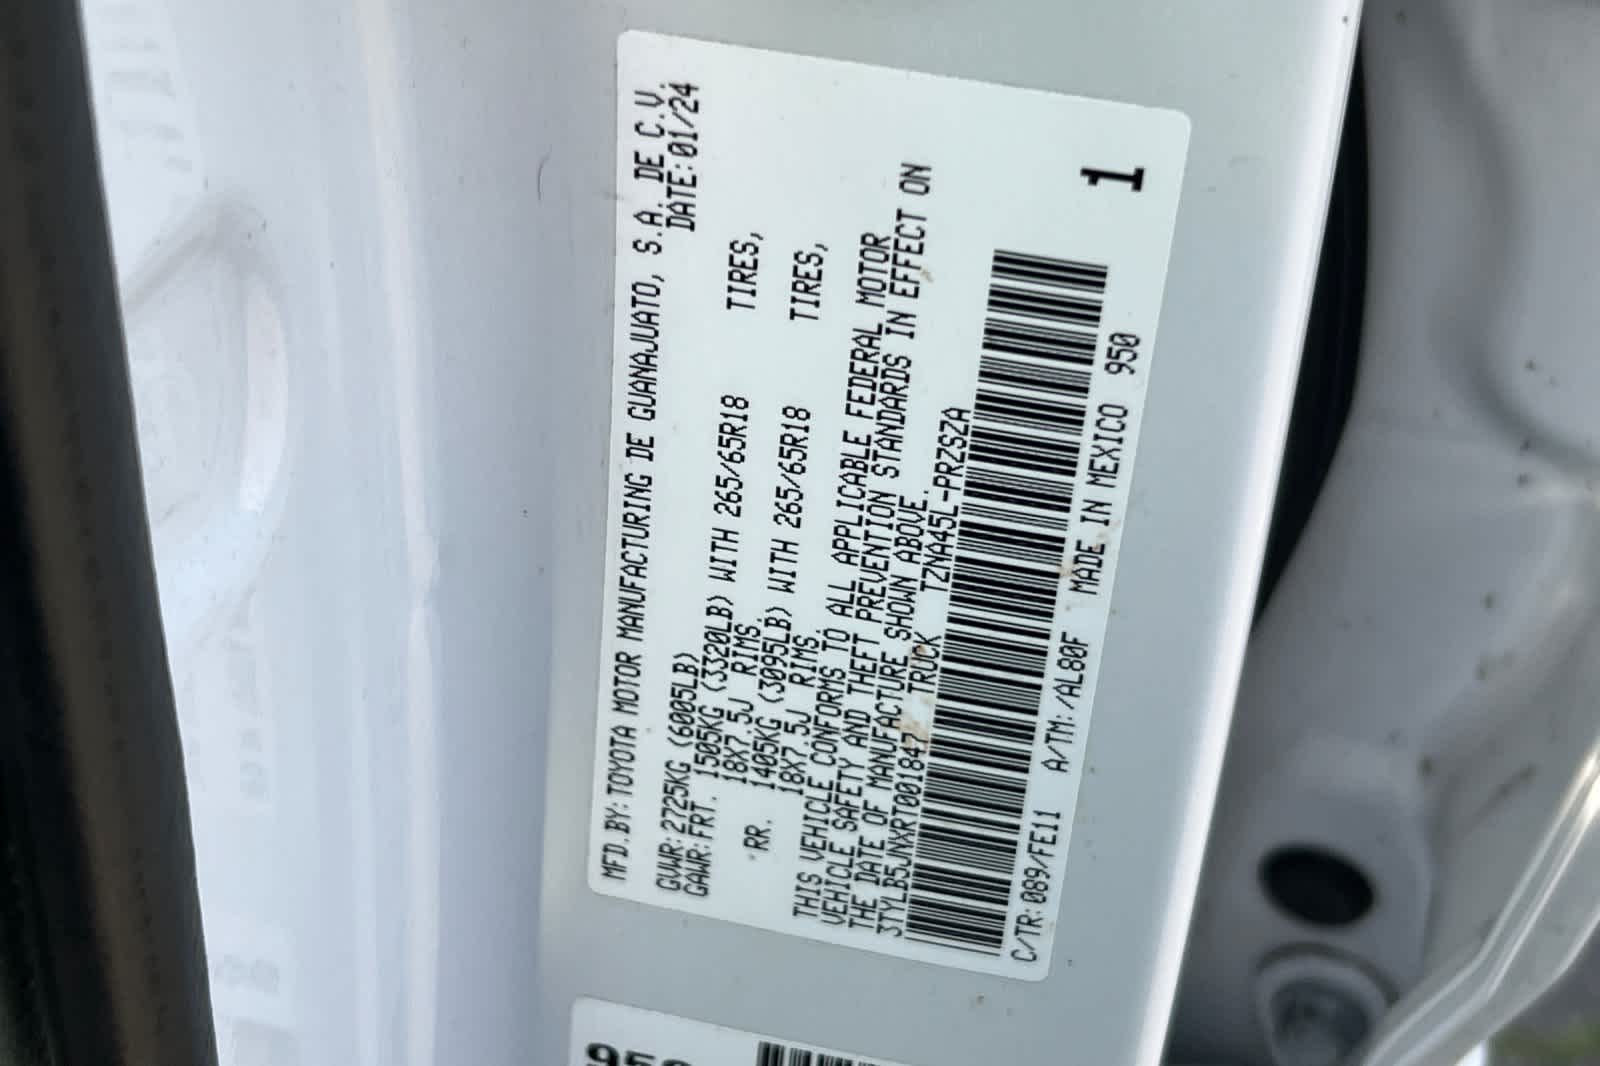 MFD.BY:TOYOTA MOTOR MANUFACTURING DE GUANAJUATO, S.A. DE C.V.
DATE:01/24
GVWR:2725KG (6005LB)
GAWR:FRT. 1505KG (3320LB) WITH 265/65R18 TIRES,
18X7.5J RIMS.
RR. 1405KG (3095LB) WITH 265/65R18 TIRES,
18X7.5J RIMS.
THIS VEHICLE CONFORMS TO ALL APPLICABLE FEDERAL MOTOR
VEHICLE SAFETY AND THEFT PREVENTION STANDARDS IN EFFECT ON
THE DATE OF MANUFACTURE SHOWN ABOVE.
3TYLB5JNXRT001847 TRUCK TZNA45L-PRZSZA
1
C/TR:089/FE11 A/TM:/AL80F MADE IN MEXICO 950